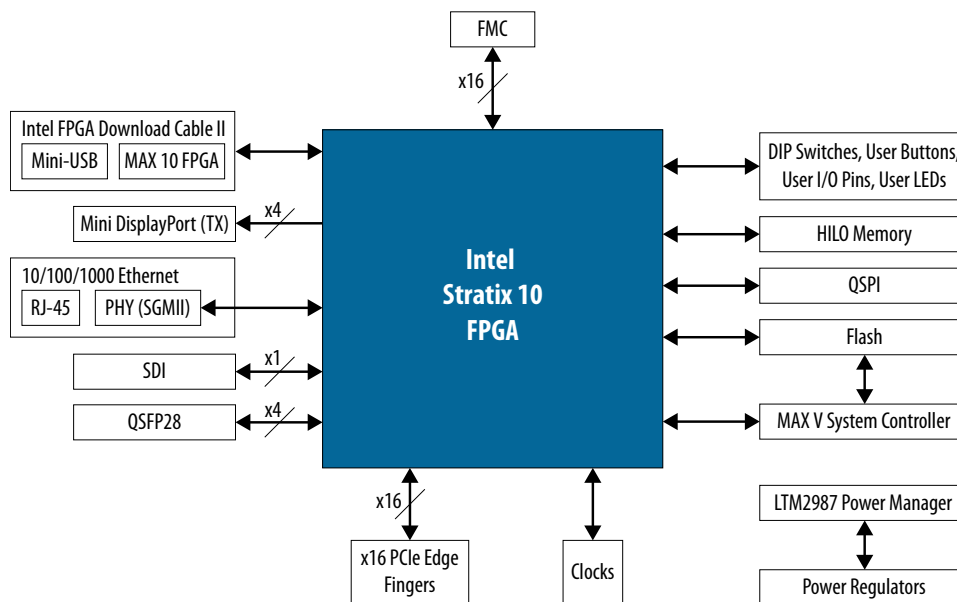 FMC
x16
Intel FPGA Download Cable II
Mini-USB
MAX 10 FPGA
Mini DisplayPort (TX)
x4
10/100/1000 Ethernet
RJ-45
PHY (SGMII)
SDI
x1
QSFP28
x4
Intel
Stratix 10
FPGA
DIP Switches, User Buttons,
User I/O Pins, User LEDs
HILO Memory
QSPI
Flash
MAX V System Controller
x16
x16 PCIe Edge
Fingers
Clocks
LTM2987 Power Manager
Power Regulators